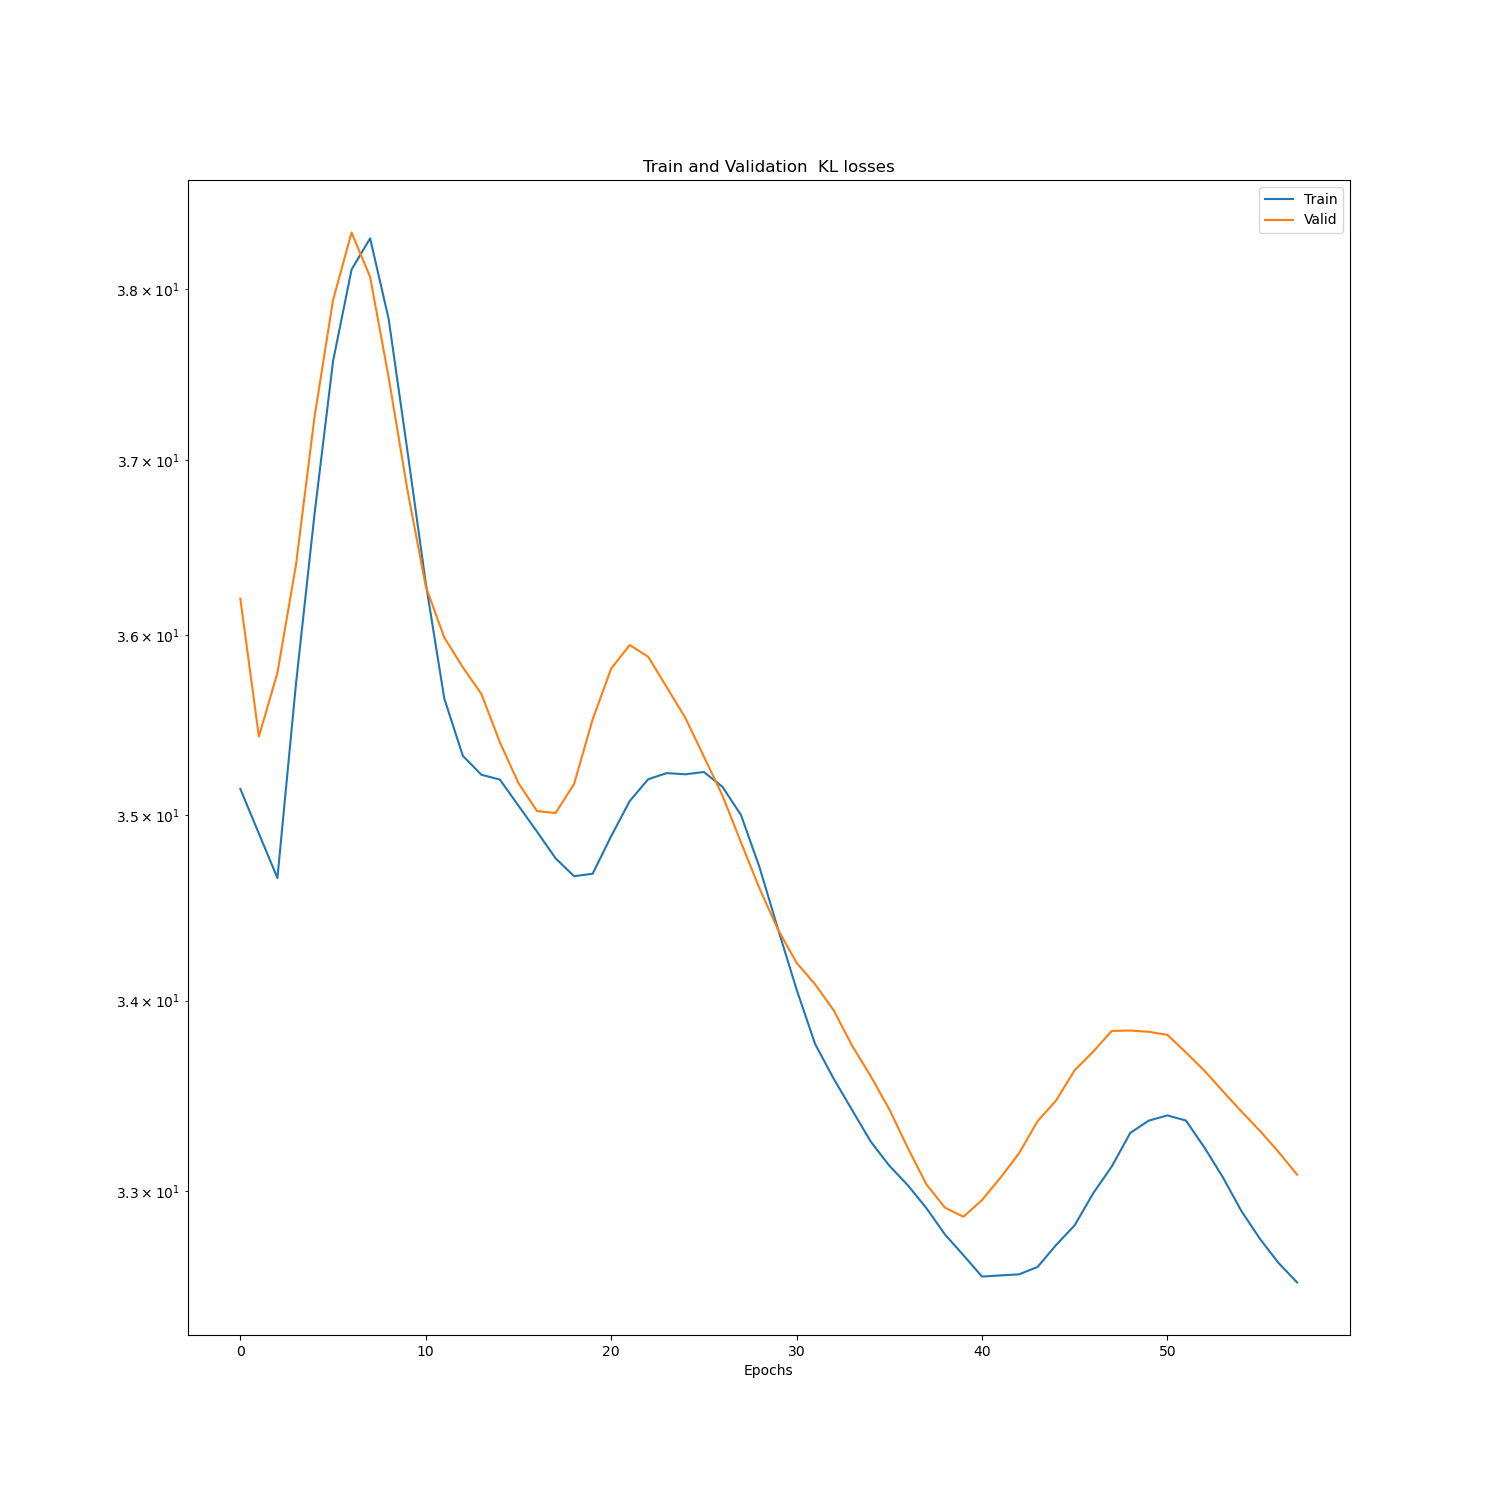 Train and Validation  KL losses
Train
Valid
3.8 × 10¹
3.7 × 10¹
3.6 × 10¹
3.5 × 10¹
3.4 × 10¹
3.3 × 10¹
0 10 20 30 40 50
Epochs